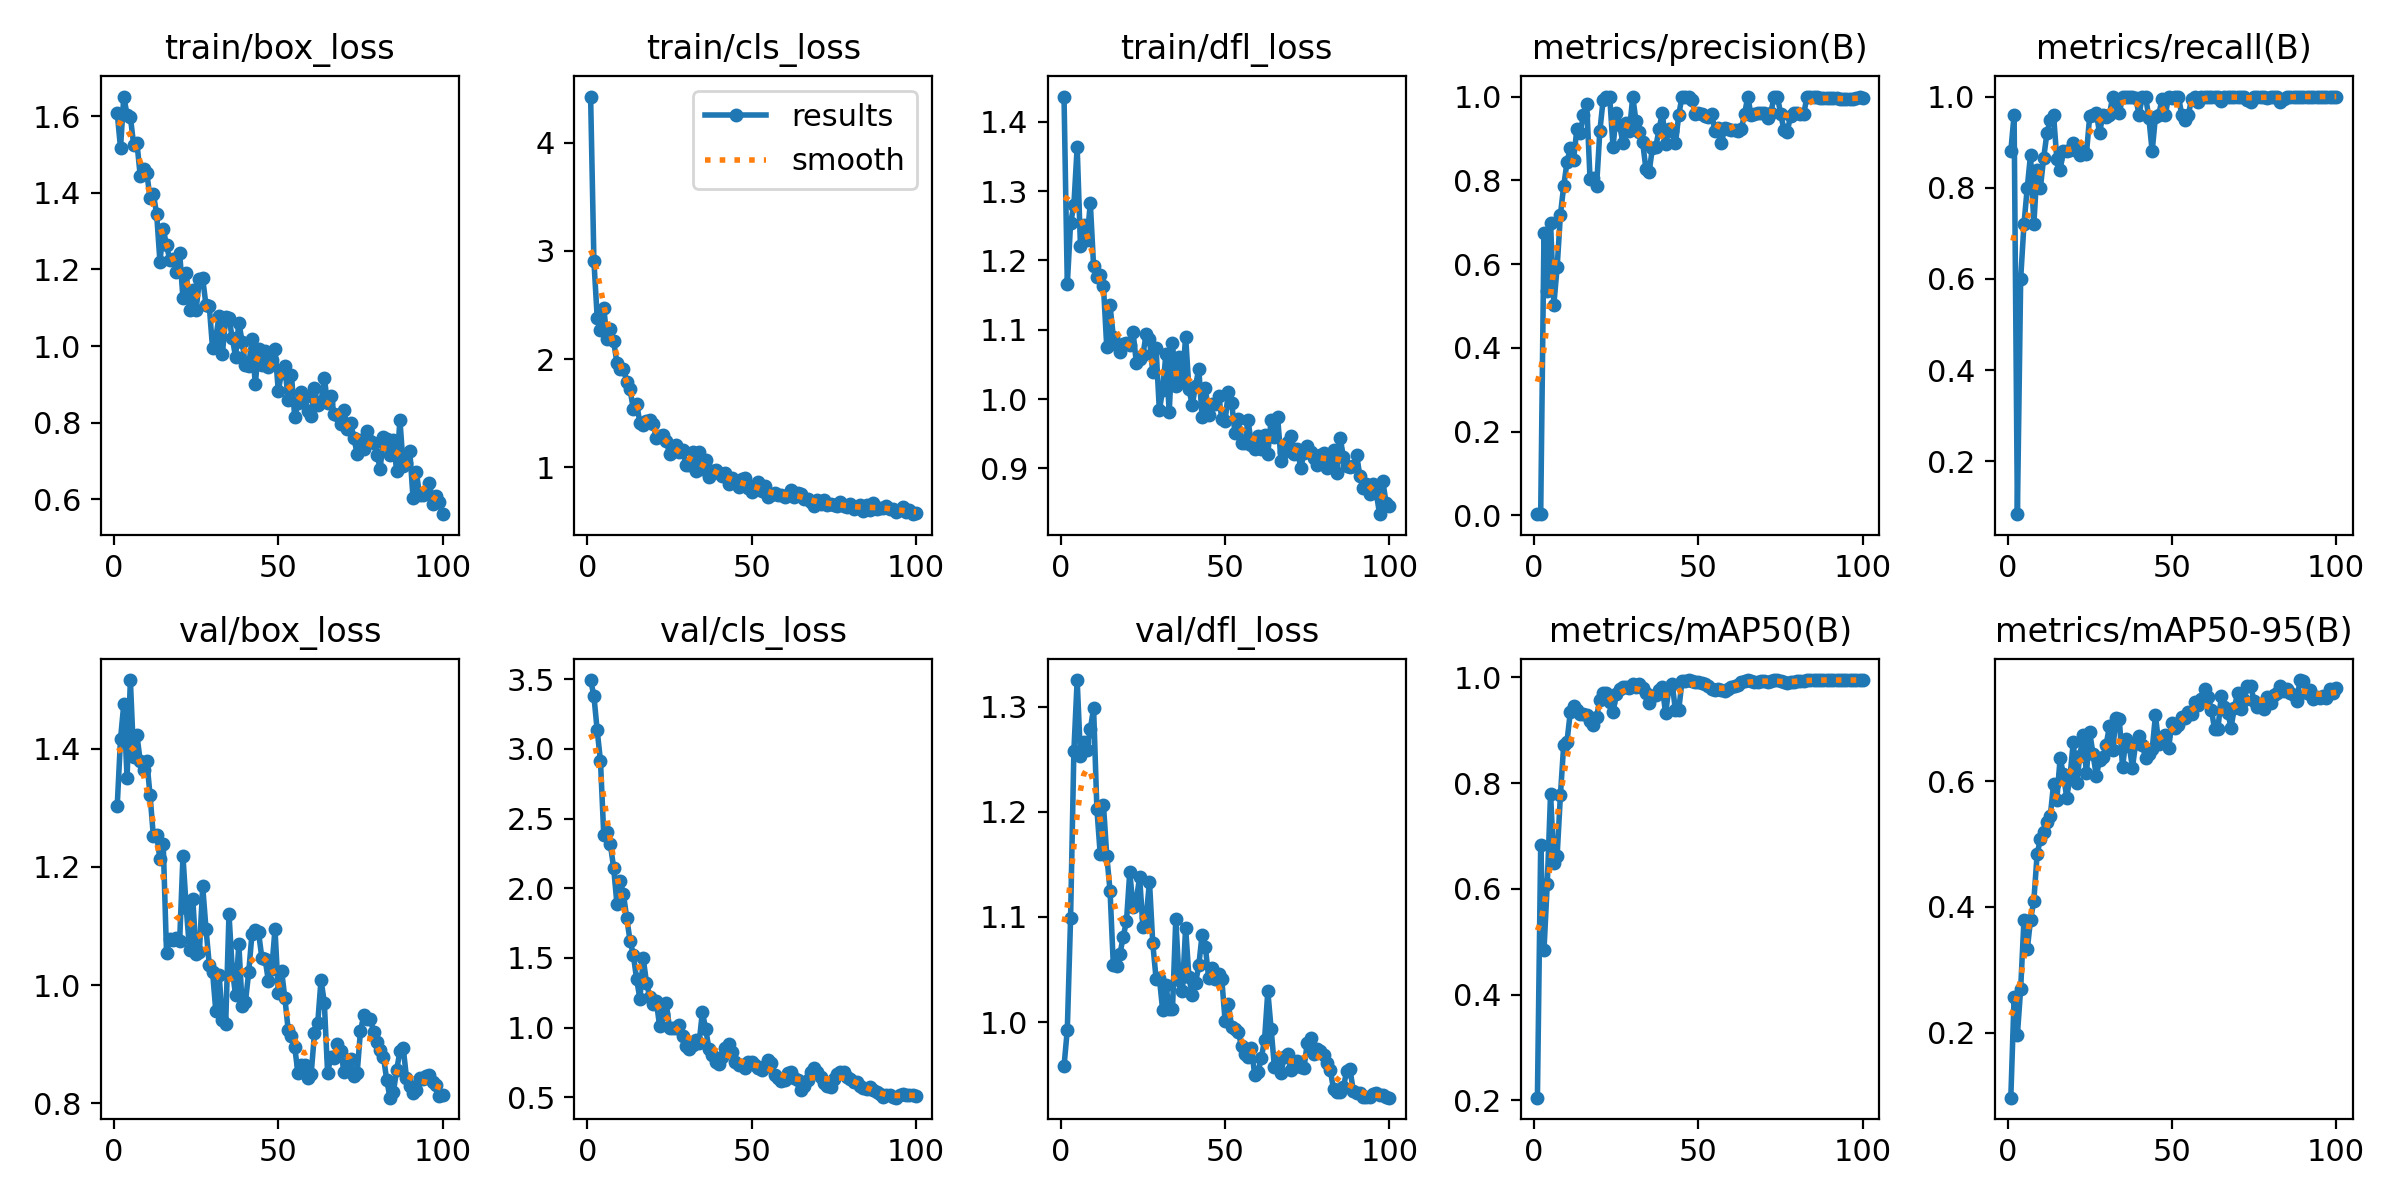 train/box_loss
1.6
1.4
1.2
1.0
0.8
0.6
0 50 100
train/cls_loss
results
smooth
4
3
2
1
0 50 100
train/dfl_loss
1.4
1.3
1.2
1.1
1.0
0.9
0 50 100
metrics/precision(B)
1.0
0.8
0.6
0.4
0.2
0.0
0 50 100
metrics/recall(B)
1.0
0.8
0.6
0.4
0.2
0 50 100
val/box_loss
1.4
1.2
1.0
0.8
0 50 100
val/cls_loss
3.5
3.0
2.5
2.0
1.5
1.0
0.5
0 50 100
val/dfl_loss
1.3
1.2
1.1
1.0
0 50 100
metrics/mAP50(B)
1.0
0.8
0.6
0.4
0.2
0 50 100
metrics/mAP50-95(B)
0.6
0.4
0.2
0 50 100